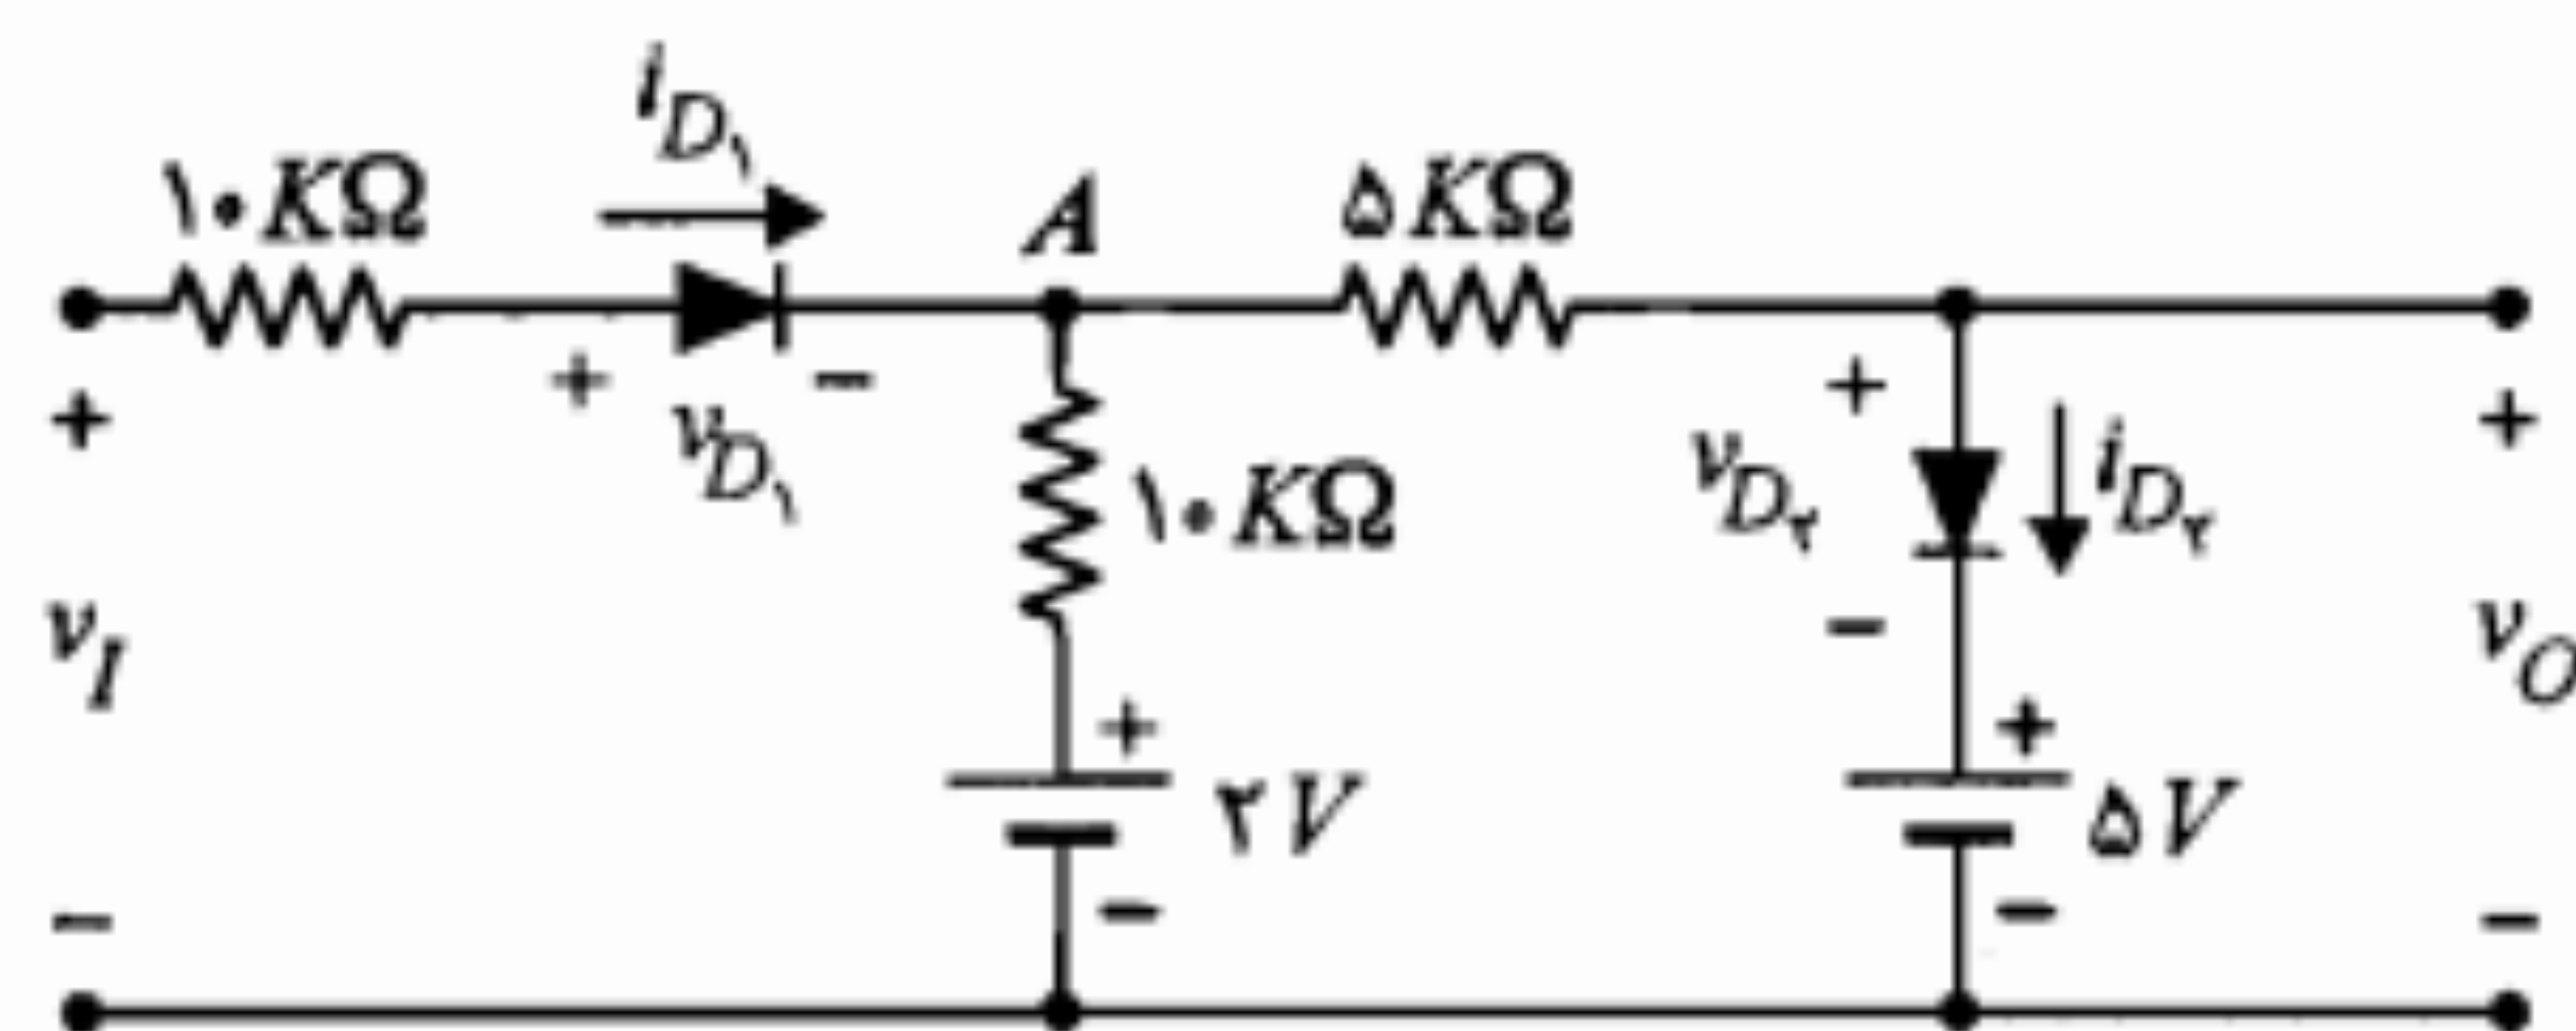 i_D۱
۱۰KΩ A ۵KΩ
+ - + +
v_D۱ v_D۲ i_D۲
+ ۱۰KΩ -
v_I v_O
+ ۲V + ۵V
- - - -